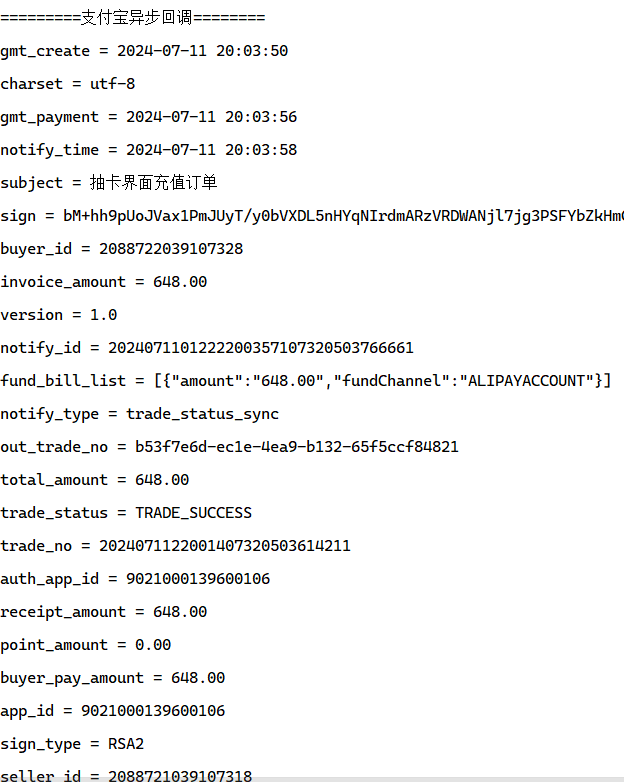 =========支付宝异步回调========
gmt_create = 2024-07-11 20:03:50
charset = utf-8
gmt_payment = 2024-07-11 20:03:56
notify_time = 2024-07-11 20:03:58
subject = 抽卡界面充值订单
sign = bM+hh9pUoJVax1PmJUyT/y0bVXDL5nHYqNIrdmARzVRDWANjl7jg3PSFYbZkHm
buyer_id = 2088722039107328
invoice_amount = 648.00
version = 1.0
notify_id = 2024071101222200357107320503766661
fund_bill_list = [{"amount":"648.00","fundChannel":"ALIPAYACCOUNT"}]
notify_type = trade_status_sync
out_trade_no = b53f7e6d-ec1e-4ea9-b132-65f5ccf84821
total_amount = 648.00
trade_status = TRADE_SUCCESS
trade_no = 2024071122001407320503614211
auth_app_id = 9021000139600106
receipt_amount = 648.00
point_amount = 0.00
buyer_pay_amount = 648.00
app_id = 9021000139600106
sign_type = RSA2
seller_id = 2088721039107318